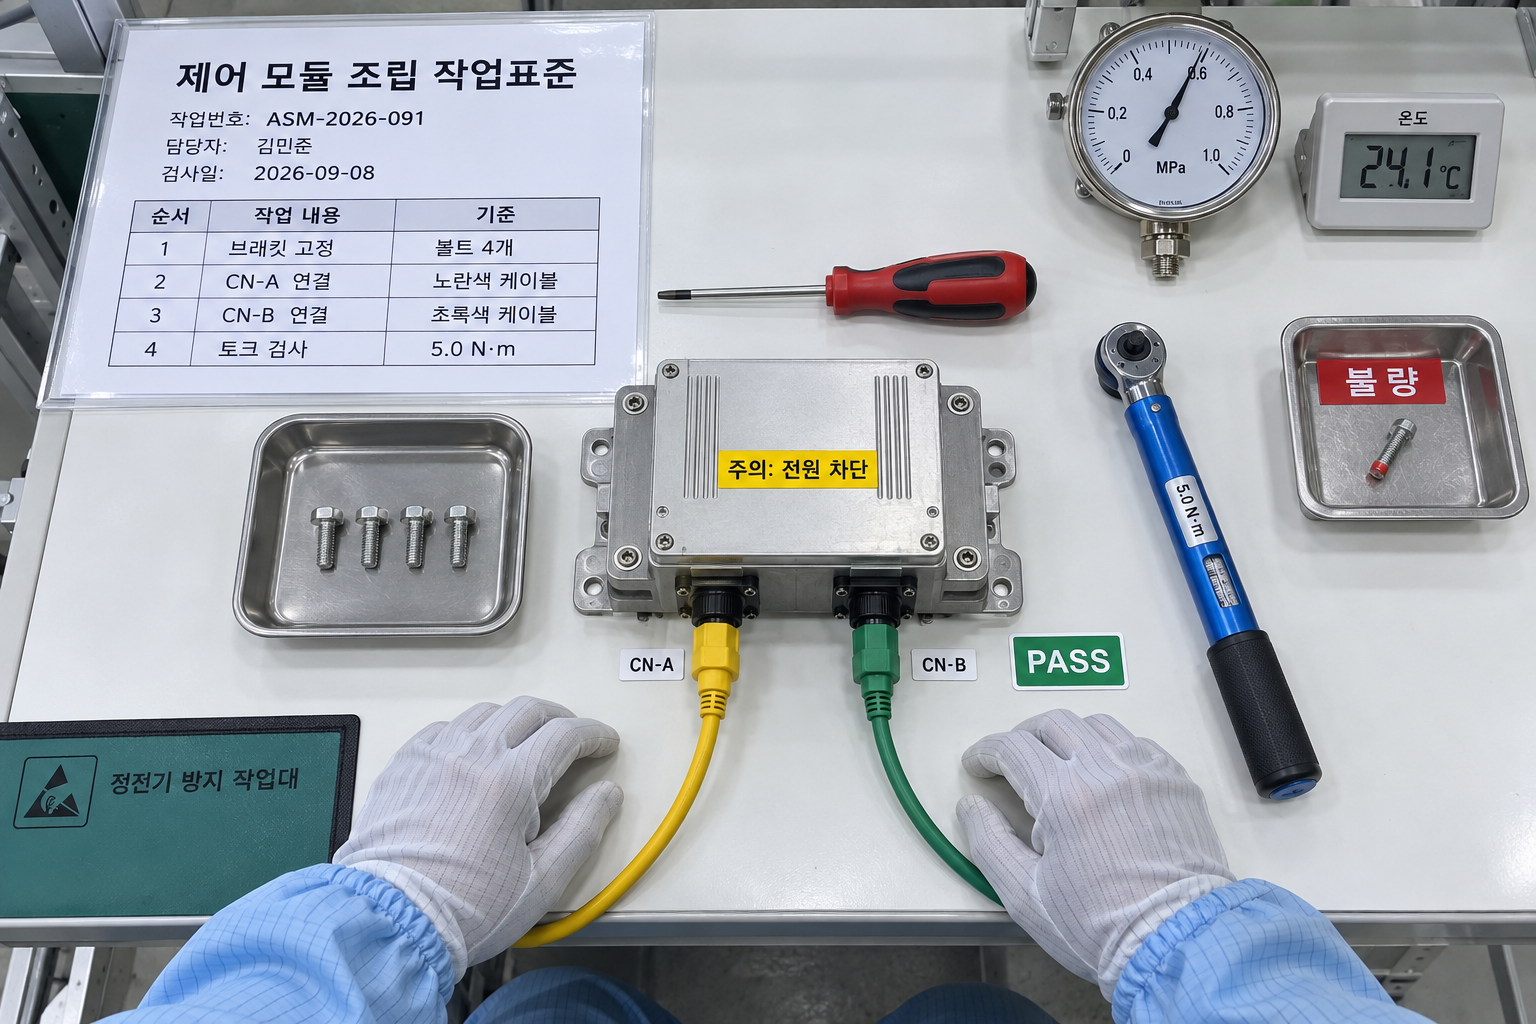 제어 모듈 조립 작업표준
작업번호: ASM-2026-091
담당자: 김민준
검사일: 2026-09-08
순서 작업 내용 기준
1 브래킷 고정 볼트 4개
2 CN-A 연결 노란색 케이블
3 CN-B 연결 초록색 케이블
4 토크 검사 5.0 N·m
0 0,2 0,4 0.6 0,8 1.0
MPa
온도
24.1℃
불량
주의: 전원 차단
5.0 N·m
CN-A
CN-B
PASS
정전기 방지 작업대